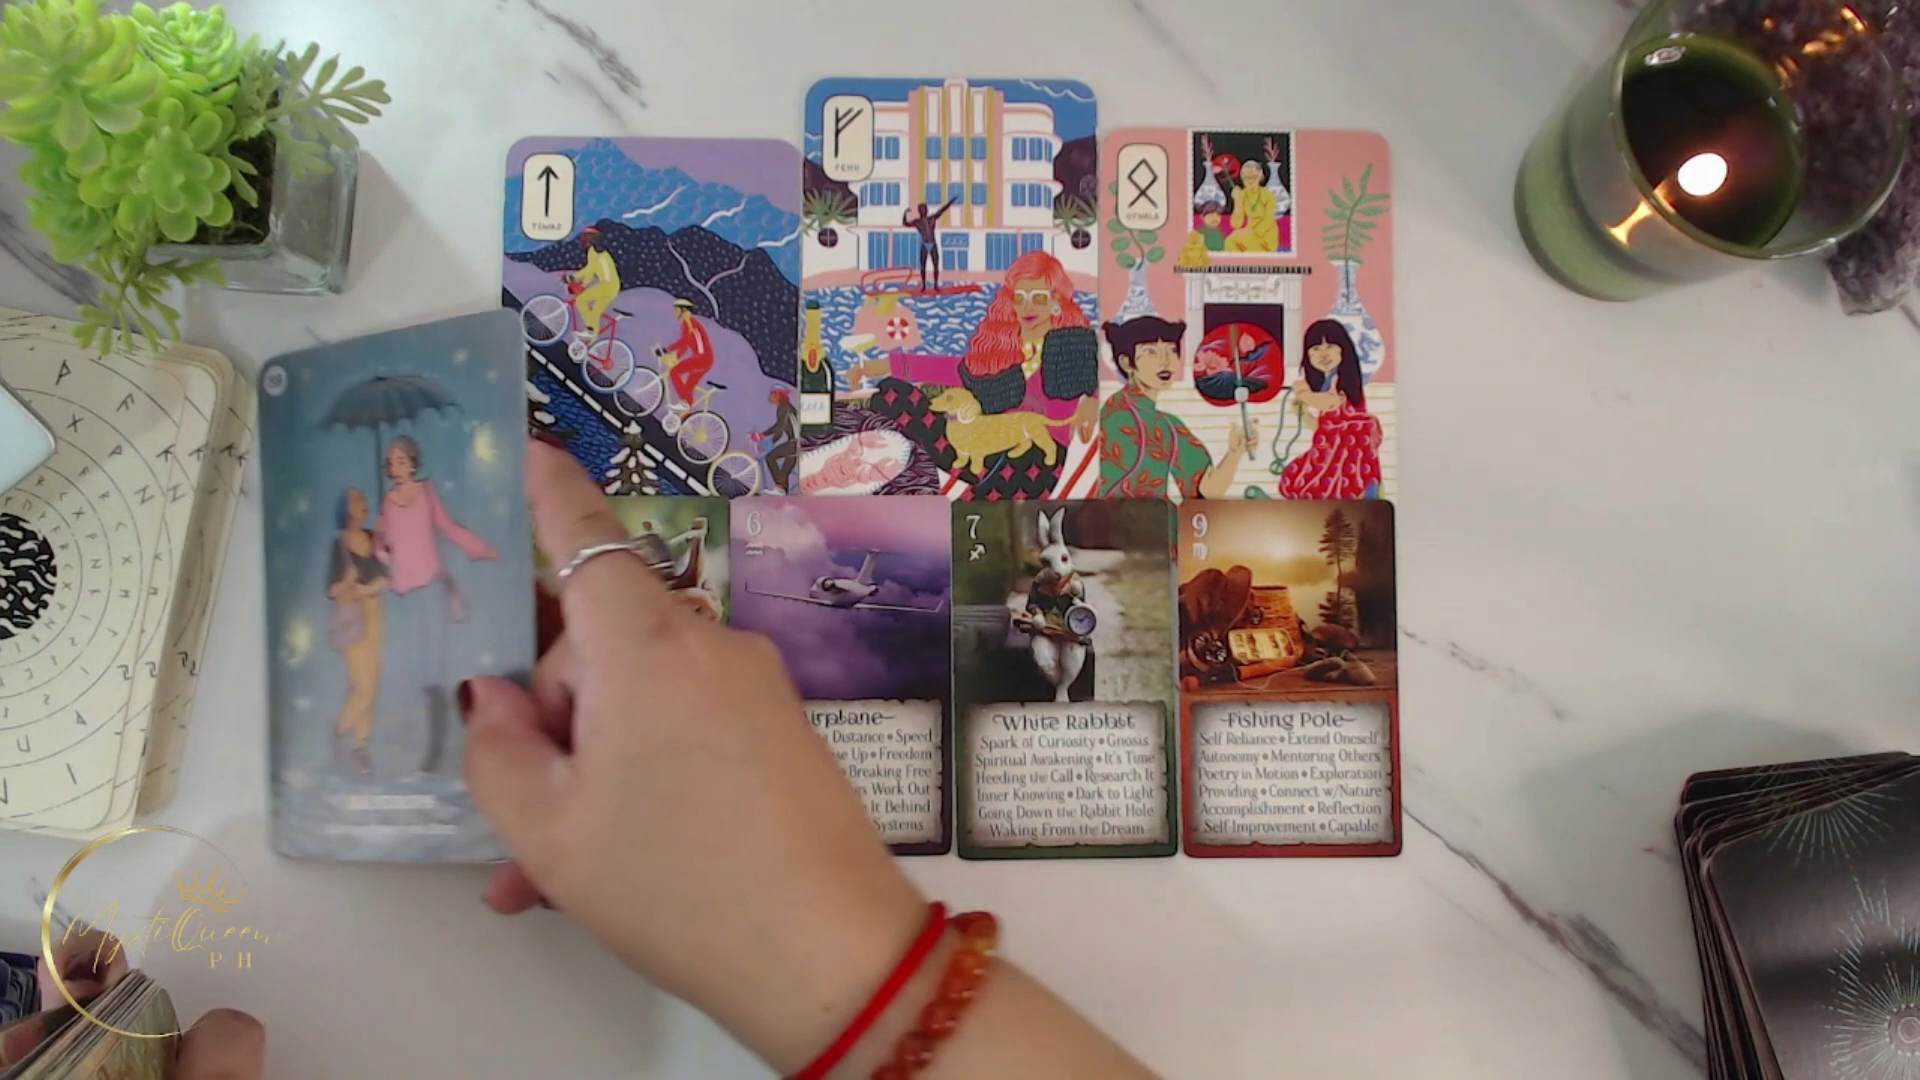 TIWAZ
FEHU
OTHALA
6
7
9
Airplane
Distance • Speed
Up • Freedom
Breaking Free
Work Out
It Behind
Systems
White Rabbit
Spark of Curiosity • Gnosis
Spiritual Awakening • It's Time
Heeding the Call • Research It
Inner Knowing • Dark to Light
Going Down the Rabbit Hole
Waking From the Dream
Fishing Pole
Self Reliance • Extend Oneself
Autonomy • Mentoring Others
Poetry in Motion • Exploration
Providing • Connect w/Nature
Accomplishment • Reflection
Self Improvement • Capable
MystiQueen
PH